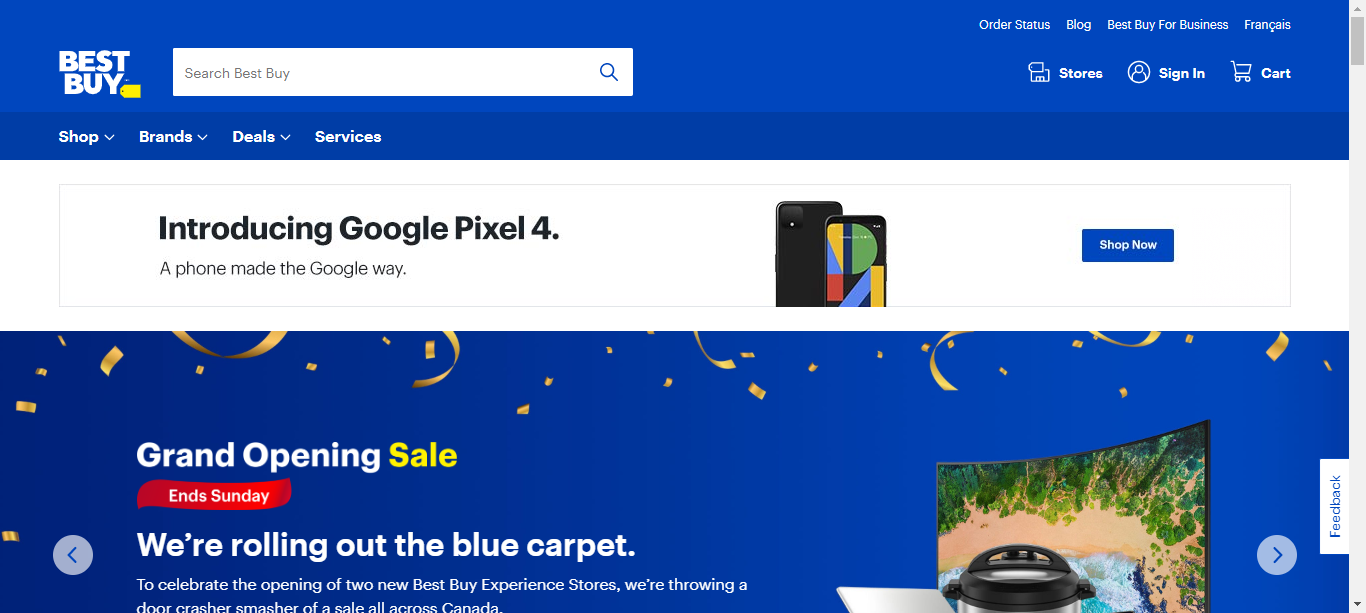 Order Status Blog Best Buy For Business Français
BEST
BUY
Search Best Buy
Stores Sign In Cart
Shop Brands Deals Services
Introducing Google Pixel 4.
A phone made the Google way.
Shop Now
Grand Opening Sale
Ends Sunday
We’re rolling out the blue carpet.
To celebrate the opening of two new Best Buy Experience Stores, we’re throwing a
door crasher smasher of a sale all across Canada.
Feedback